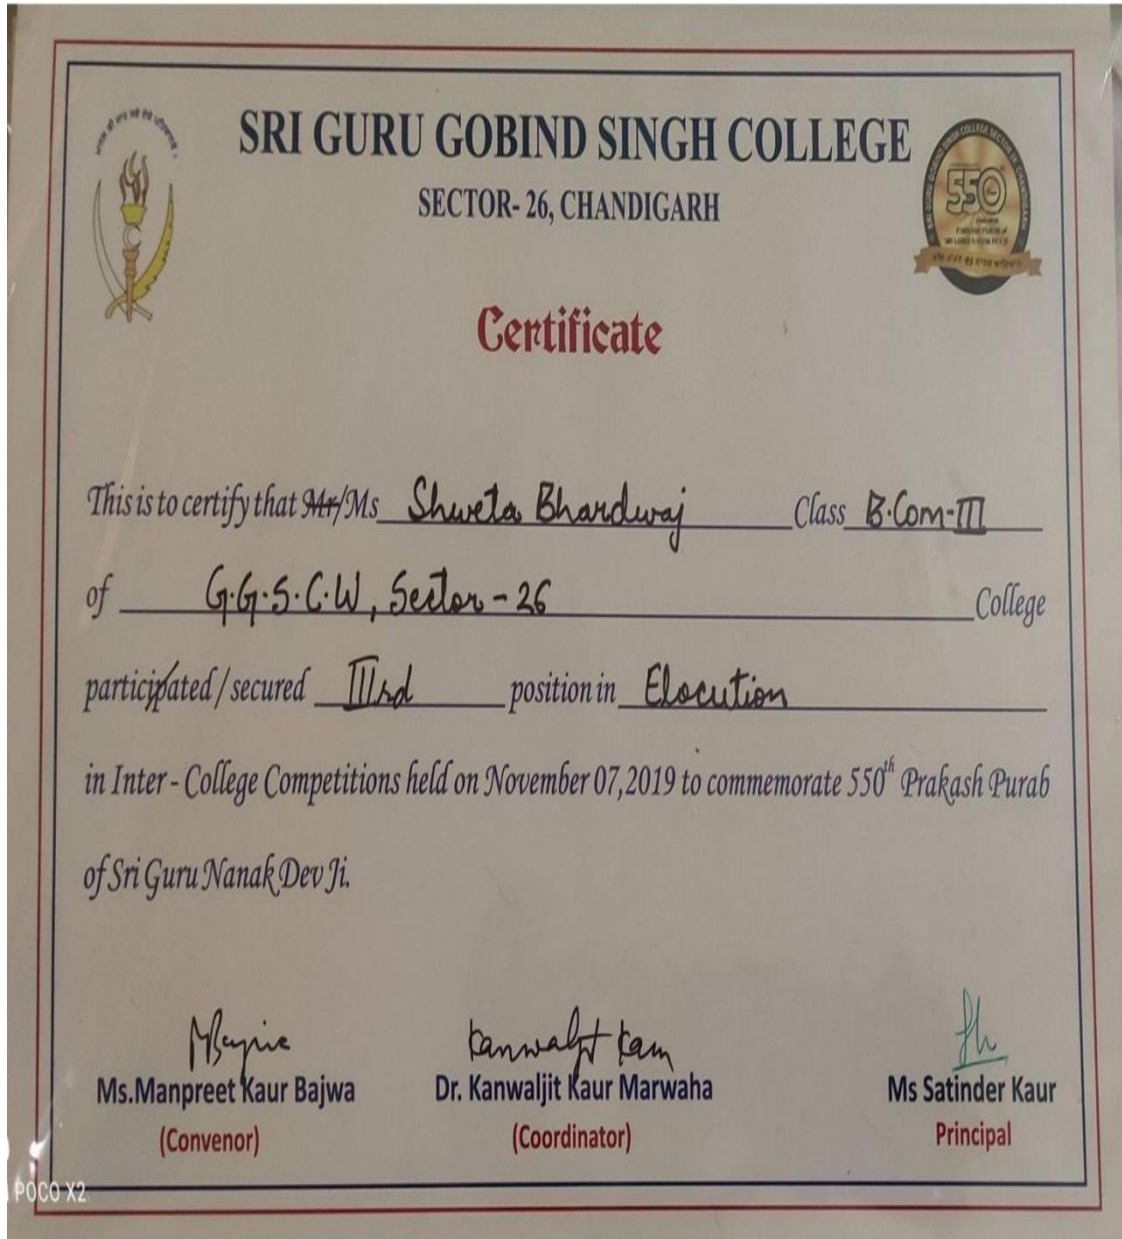 SRI GURU GOBIND SINGH COLLEGE
SECTOR- 26, CHANDIGARH
550
Certificate
This is to certify that Mr/Ms Shweta Bhardwaj Class B.Com-III
of G.G.S.C.W, Sector-26 College
participated / secured IIIrd position in Elocution
in Inter - College Competitions held on November 07,2019 to commemorate 550th Prakash Purab
of Sri Guru Nanak Dev Ji.
Kanwaljit Kaur
Ms.Manpreet Kaur Bajwa Dr. Kanwaljit Kaur Marwaha Ms Satinder Kaur
(Convenor) (Coordinator) Principal
POCO X2